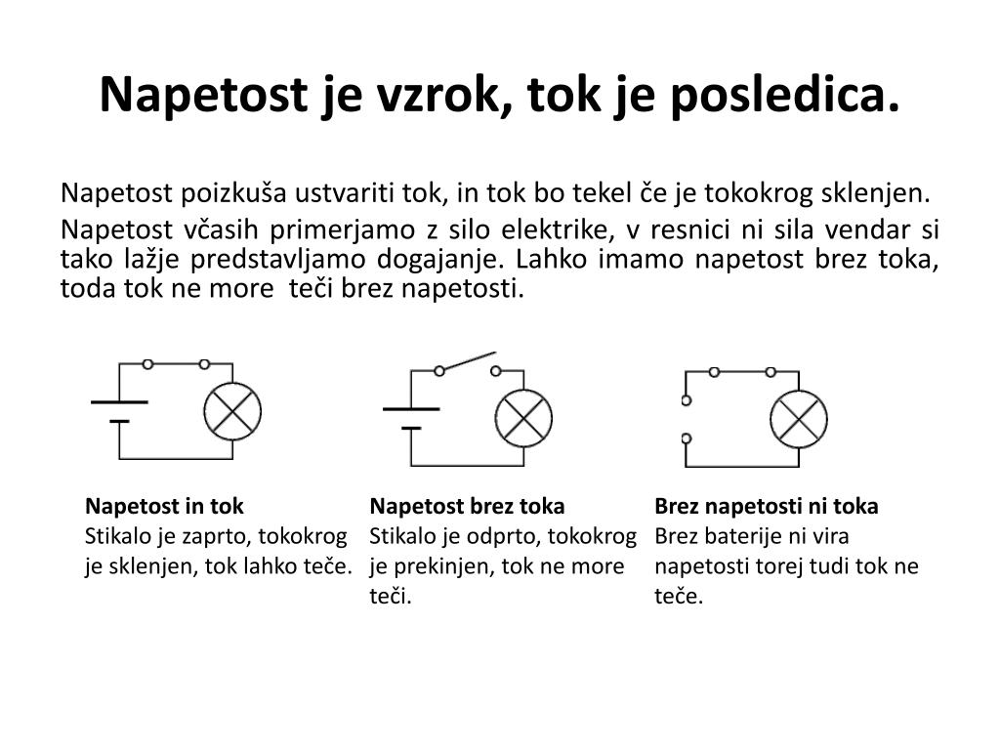 Napetost je vzrok, tok je posledica.
Napetost poizkuša ustvariti tok, in tok bo tekel če je tokokrog sklenjen.
Napetost včasih primerjamo z silo elektrike, v resnici ni sila vendar si
tako lažje predstavljamo dogajanje. Lahko imamo napetost brez toka,
toda tok ne more  teči brez napetosti.
Napetost in tok
Stikalo je zaprto, tokokrog
je sklenjen, tok lahko teče.
Napetost brez toka
Stikalo je odprto, tokokrog
je prekinjen, tok ne more
teči.
Brez napetosti ni toka
Brez baterije ni vira
napetosti torej tudi tok ne
teče.